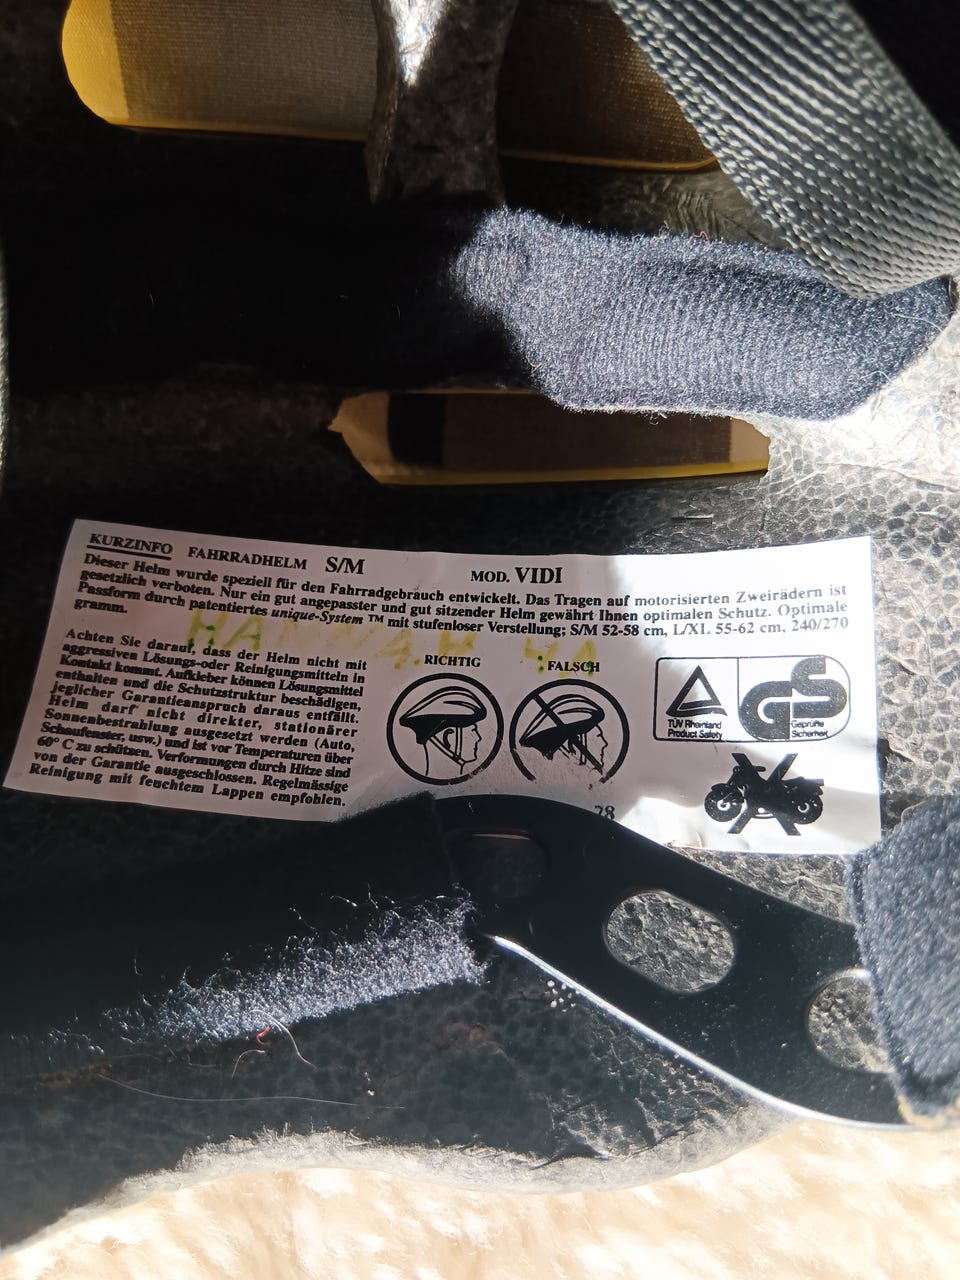 KURZINFO FAHRRADHELM S/M MOD. VIDI
Dieser Helm wurde speziell für den Fahrradgebrauch entwickelt. Das Tragen auf motorisierten Zweirädern ist
gesetzlich verboten. Nur ein gut angepasster und gut sitzender Helm gewährt Ihnen optimalen Schutz. Optimale
Passform durch patentiertes unique-System ™ mit stufenloser Verstellung; S/M 52-58 cm, L/XL 55-62 cm, 240/270
gramm.
HANNAH 4A
Achten Sie darauf, dass der Helm nicht mit
aggressiven Lösungs-oder Reinigungsmitteln in
Kontakt kommt. Aufkleber können Lösungsmittel
enthalten und die Schutzstruktur beschädigen,
jeglicher Garantieanspruch daraus entfällt.
Helm darf nicht direkter, stationärer
Sonnenbestrahlung ausgesetzt werden (Auto,
Schaufenster, usw.) und ist vor Temperaturen über
60° C zu schützen. Verformungen durch Hitze sind
von der Garantie ausgeschlossen. Regelmässige
Reinigung mit feuchtem Lappen empfohlen.
RICHTIG
FALSCH
TÜV Rheinland
Product Safety
GS
Geprüfte
Sicherheit
28